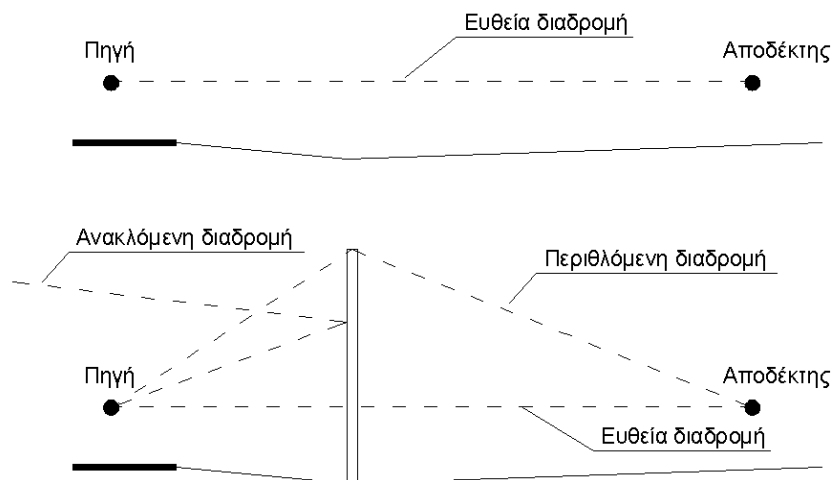 Ευθεία διαδρομή
Πηγή
Αποδέκτης
Ανακλόμενη διαδρομή
Περιθλόμενη διαδρομή
Πηγή
Αποδέκτης
Ευθεία διαδρομή